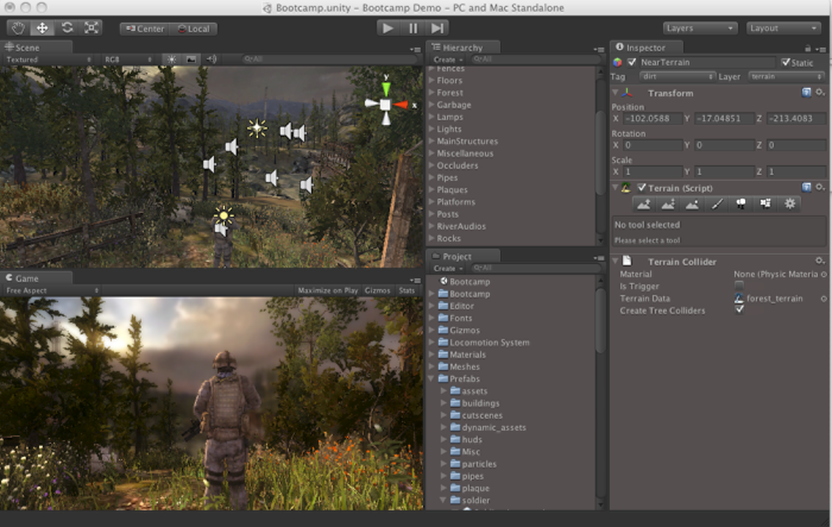 Bootcamp.unity – Bootcamp Demo – PC and Mac Standalone
Center Local Layers Layout
Scene
Textured RGB All
y
x
Game
Free Aspect Maximize on Play Gizmos Stats
Hierarchy
Create All
Fences
Floors
Forest
Garbage
Lamps
Lights
MainStructures
Miscellaneous
Occluders
Pipes
Plaques
Platforms
Posts
RiverAudios
Rocks
Project
Create All
Bootcamp
Bootcamp
Editor
Fonts
Gizmos
Locomotion System
Materials
Meshes
Prefabs
assets
buildings
cutscenes
dynamic_assets
huds
Misc
particles
pipes
plaque
soldier
Inspector
NearTerrain Static
Tag dirt Layer terrain
Transform
Position
X -102.0588 Y -17.04851 Z -213.4083
Rotation
X 0 Y 0 Z 0
Scale
X 1 Y 1 Z 1
Terrain (Script)
No tool selected
Please select a tool
Terrain Collider
Material None (Physic Materia
Is Trigger
Terrain Data forest_terrain
Create Tree Colliders